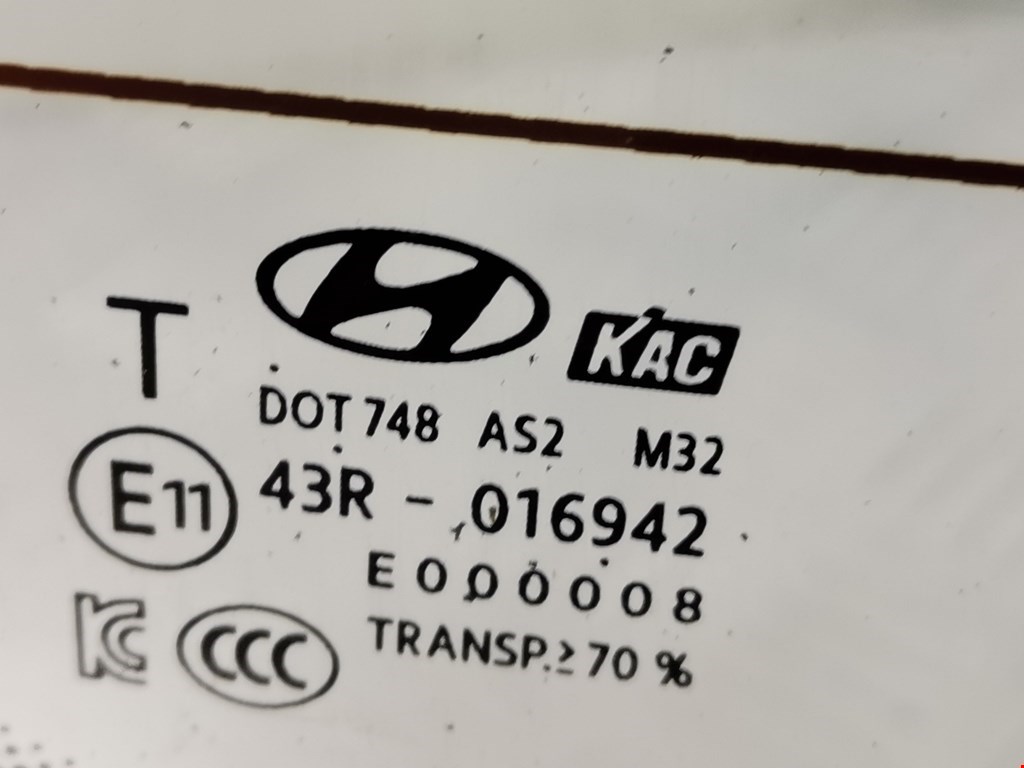 KAC
T
DOT 748 AS2 M32
E11 43R - 016942
E000008
KC CCC TRANSP. ≥ 70 %